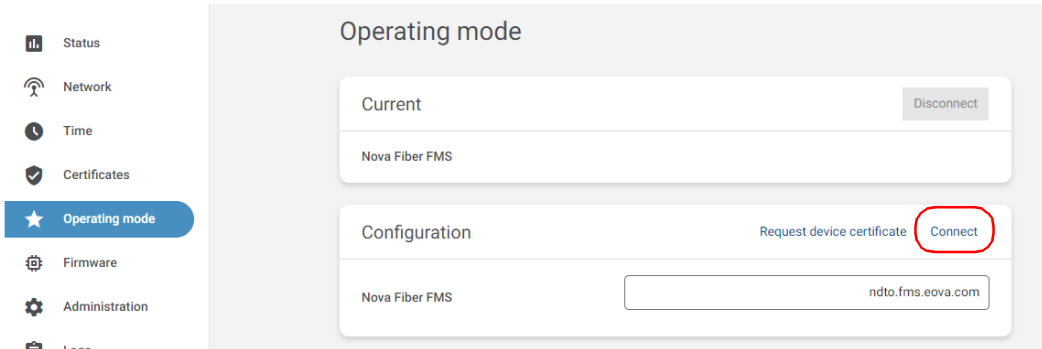 Operating mode
Status
Network
Current
Disconnect
Time
Nova Fiber FMS
Certificates
Operating mode
Configuration
Request device certificate
Connect
Firmware
Nova Fiber FMS
ndto.fms.eova.com
Administration